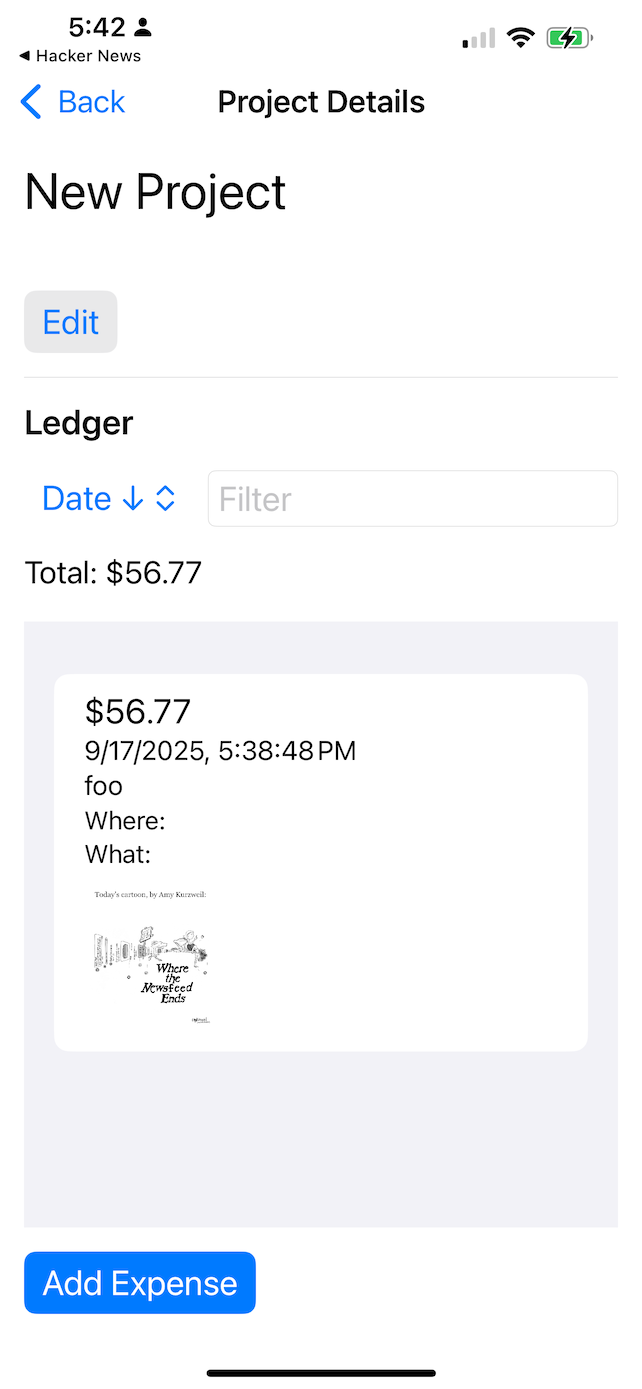 5:42
◀ Hacker News
Back
Project Details
New Project
Edit
Ledger
Date ↓
Filter
Total: $56.77
$56.77
9/17/2025, 5:38:48 PM
foo
Where:
What:
Today's cartoon, by Amy Kurzweil:
Where
the
Newsfeed
Ends
Add Expense